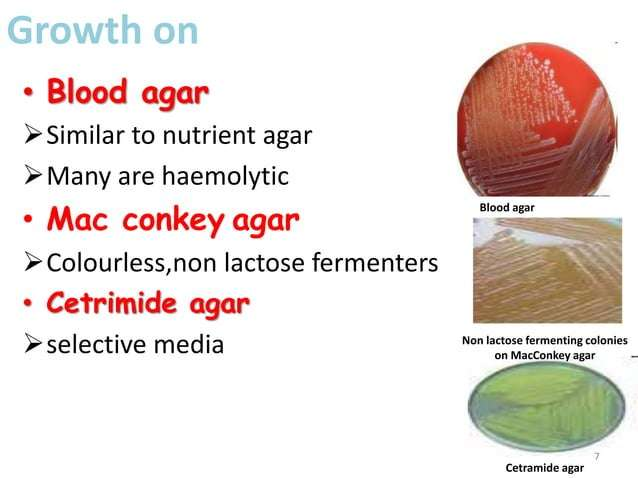 Growth on
• Blood agar
➢Similar to nutrient agar
➢Many are haemolytic
• Mac conkey agar
➢Colourless,non lactose fermenters
• Cetrimide agar
➢selective media
Blood agar
Non lactose fermenting colonies
on MacConkey agar
Cetramide agar
7